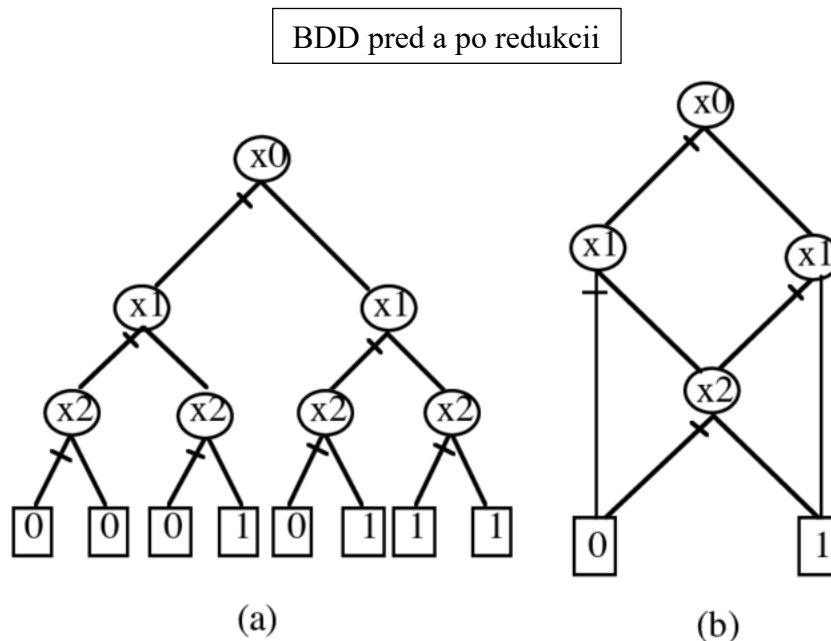 BDD pred a po redukcii
x0
x1 x1
x2 x2 x2 x2
0 0 0 1 0 1 1 1
(a)
x0
x1 x1
x2
0 1
(b)